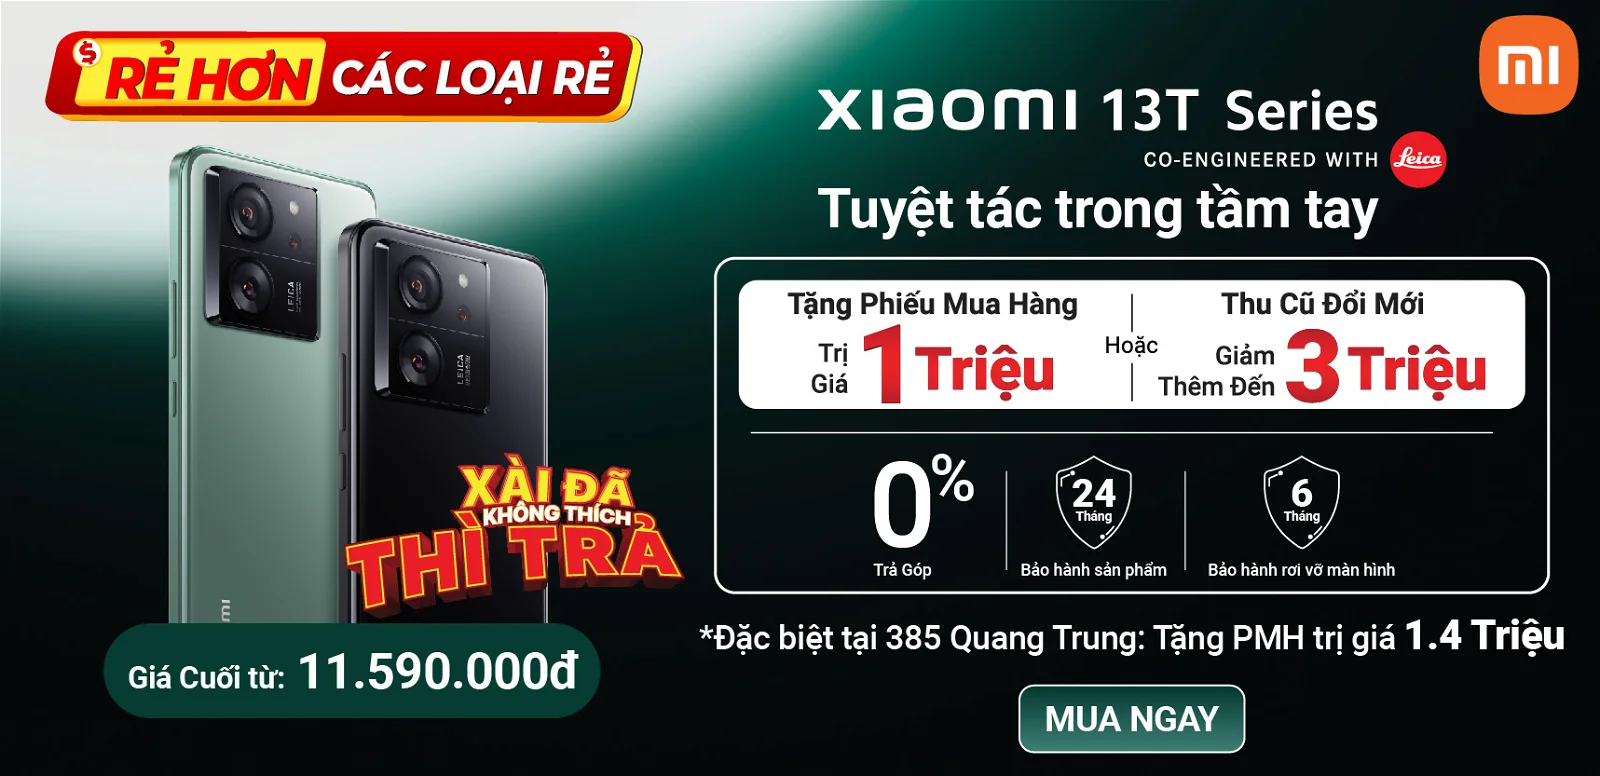 $ RẺ HƠN CÁC LOẠI RẺ
mi
xiaomi 13T Series
CO-ENGINEERED WITH Leica
Tuyệt tác trong tầm tay
Tặng Phiếu Mua Hàng
Trị Giá 1 Triệu
Hoặc
Thu Cũ Đổi Mới
Giảm Thêm Đến 3 Triệu
0%
Trả Góp
24
Tháng
Bảo hành sản phẩm
6
Tháng
Bảo hành rơi vỡ màn hình
LEICA
LEICA
XÀI ĐÃ
KHÔNG THÍCH
THÌ TRẢ
mi
Giá Cuối từ: 11.590.000đ
*Đặc biệt tại 385 Quang Trung: Tặng PMH trị giá 1.4 Triệu
MUA NGAY